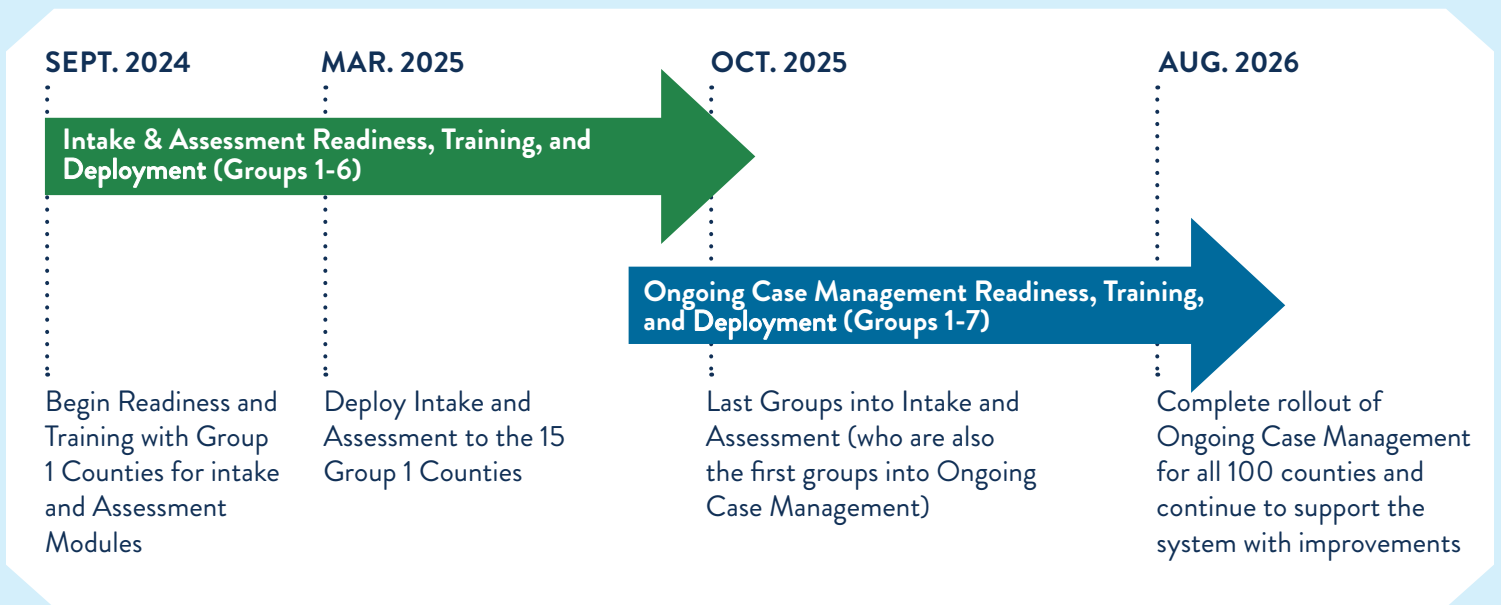 SEPT. 2024
MAR. 2025
OCT. 2025
AUG. 2026
Intake & Assessment Readiness, Training, and
Deployment (Groups 1-6)
Ongoing Case Management Readiness, Training,
and Deployment (Groups 1-7)
Begin Readiness and
Training with Group
1 Counties for intake
and Assessment
Modules
Deploy Intake and
Assessment to the 15
Group 1 Counties
Last Groups into Intake and
Assessment (who are also
the first groups into Ongoing
Case Management)
Complete rollout of
Ongoing Case Management
for all 100 counties and
continue to support the
system with improvements